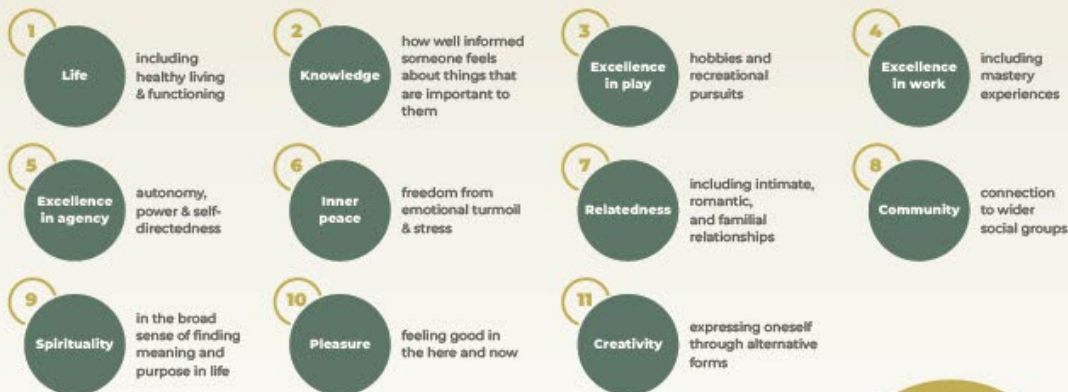 1
Life
including
healthy living
& functioning
2
Knowledge
how well informed
someone feels
about things that
are important to
them
3
Excellence
in play
hobbies and
recreational
pursuits
4
Excellence
in work
including
mastery
experiences
5
Excellence
in agency
autonomy,
power & self-
directedness
6
Inner
peace
freedom from
emotional turmoil
& stress
7
Relatedness
including intimate,
romantic,
and familial
relationships
8
Community
connection
to wider
social groups
9
Spirituality
in the broad
sense of finding
meaning and
purpose in life
10
Pleasure
feeling good in
the here and now
11
Creativity
expressing oneself
through alternative
forms